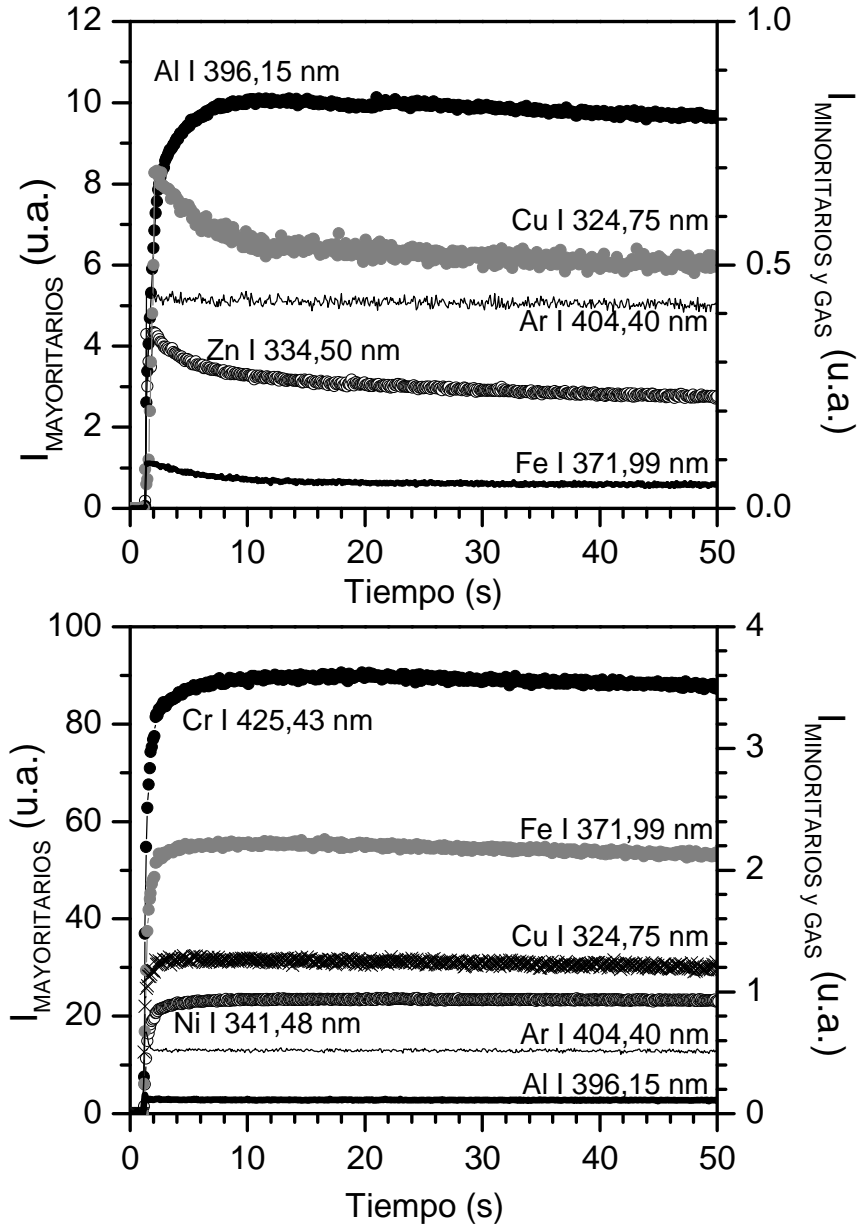 12
10
8
6
4
2
0
I MAYORITARIOS (u.a.)
Al I 396,15 nm
Cu I 324,75 nm
Ar I 404,40 nm
Zn I 334,50 nm
Fe I 371,99 nm
1.0
0.5
0.0
I MINORITARIOS y GAS (u.a.)
0 10 20 30 40 50
Tiempo (s)
100
80
60
40
20
0
I MAYORITARIOS (u.a.)
Cr I 425,43 nm
Fe I 371,99 nm
Cu I 324,75 nm
Ni I 341,48 nm
Ar I 404,40 nm
Al I 396,15 nm
4
3
2
1
0
I MINORITARIOS y GAS (u.a.)
0 10 20 30 40 50
Tiempo (s)